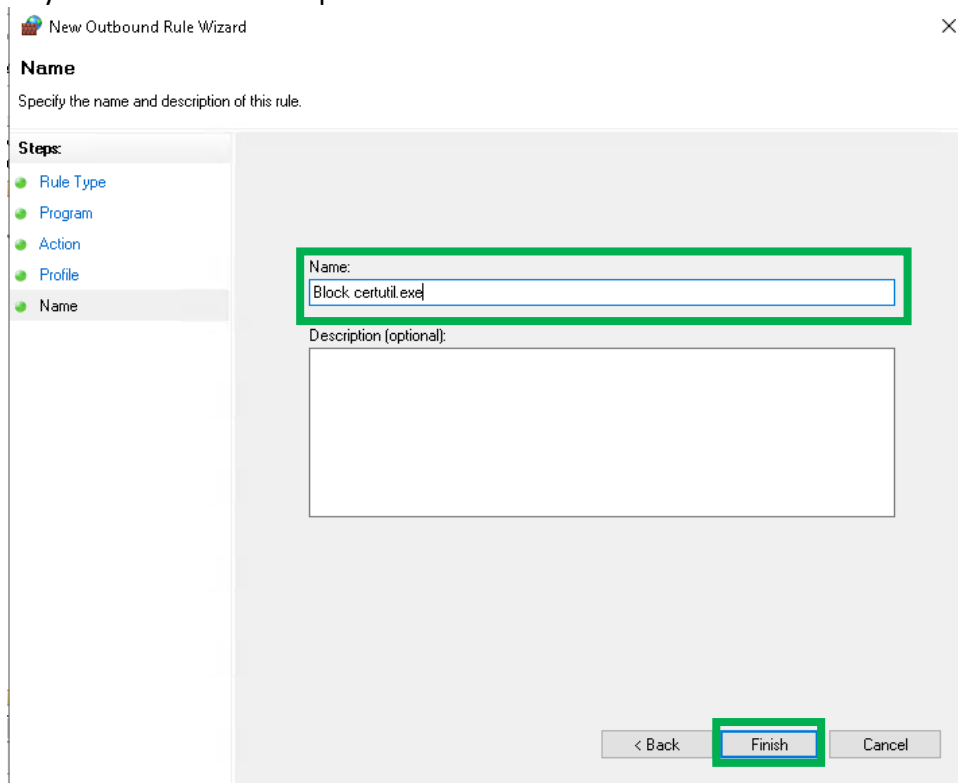 New Outbound Rule Wizard
Name
Specify the name and description of this rule.
Steps:
Rule Type
Program
Action
Profile
Name
Name:
Block certutil.exe
Description (optional):
< Back
Finish
Cancel